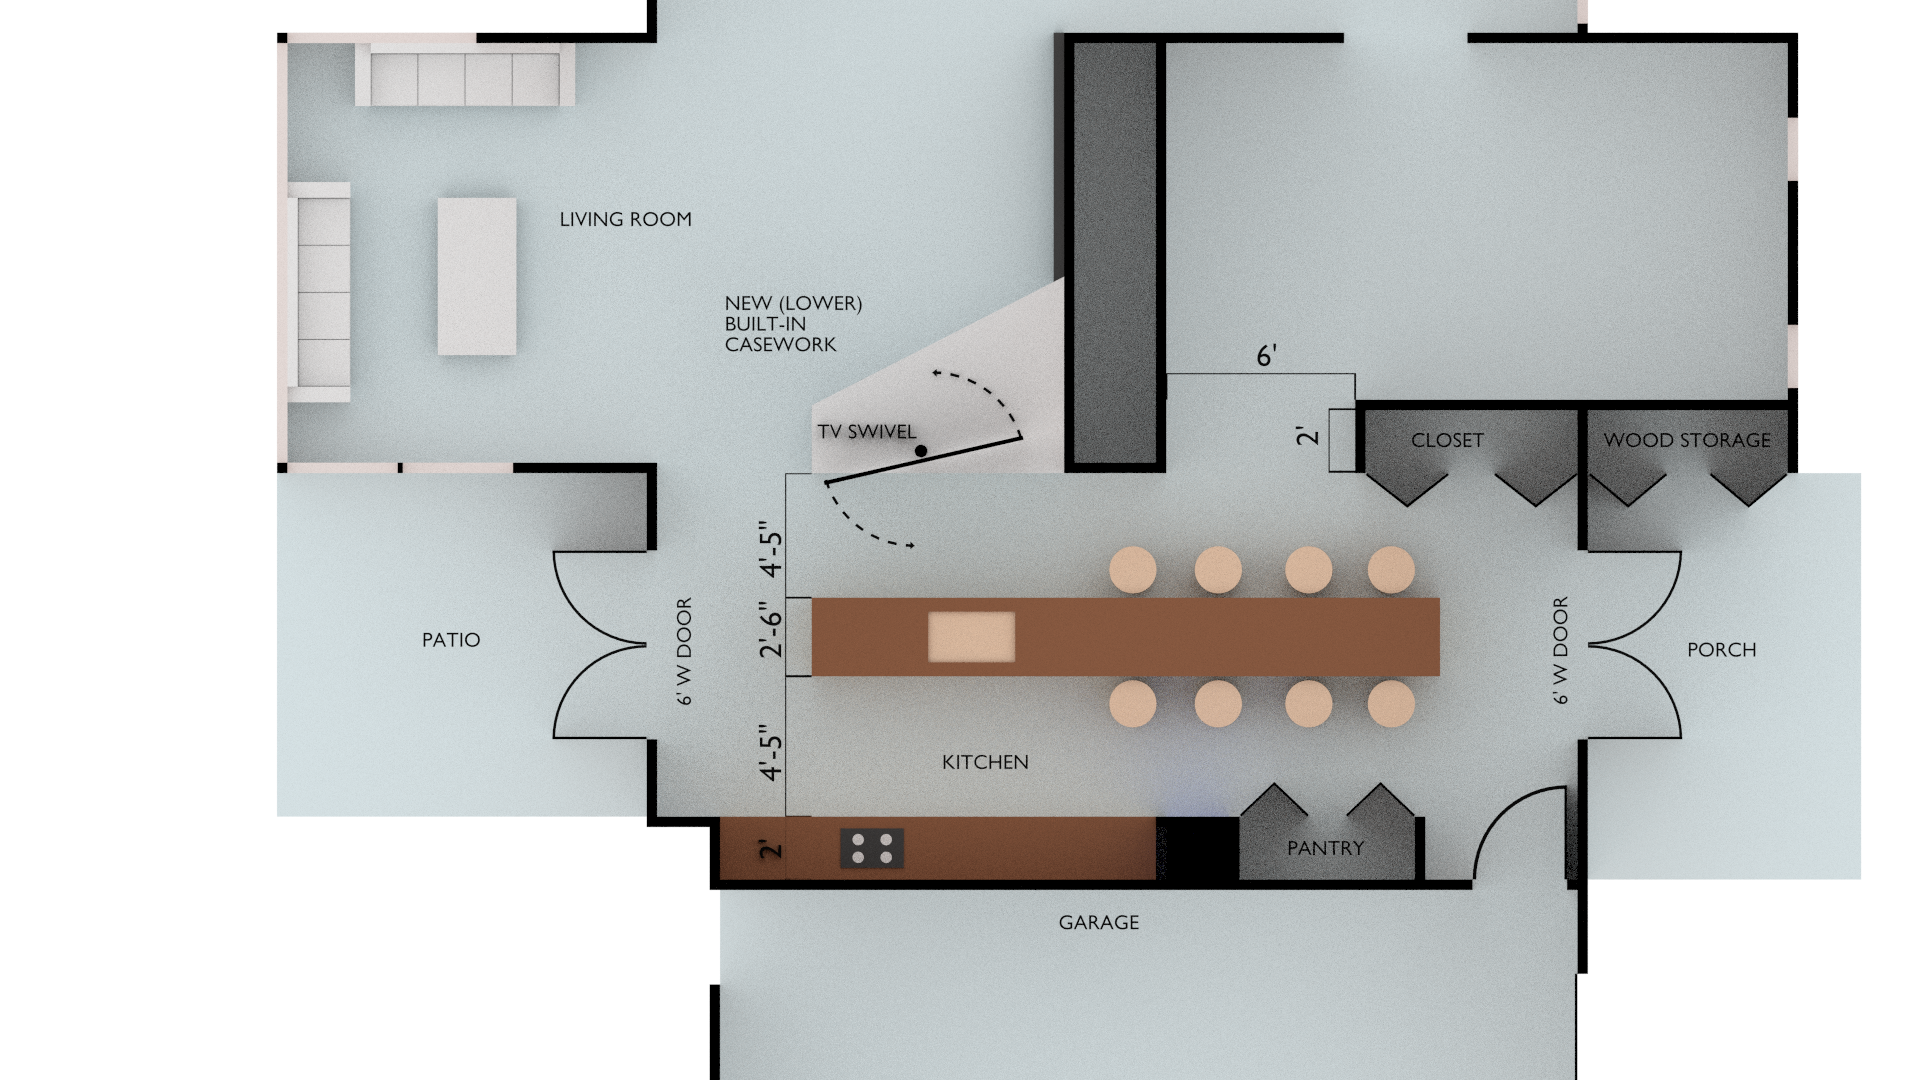 LIVING ROOM
NEW (LOWER)
BUILT-IN
CASEWORK
6'
TV SWIVEL
2'
CLOSET
WOOD STORAGE
4'-5"
2'-6"
4'-5"
2'
PATIO
6' W DOOR
6' W DOOR
PORCH
KITCHEN
PANTRY
GARAGE